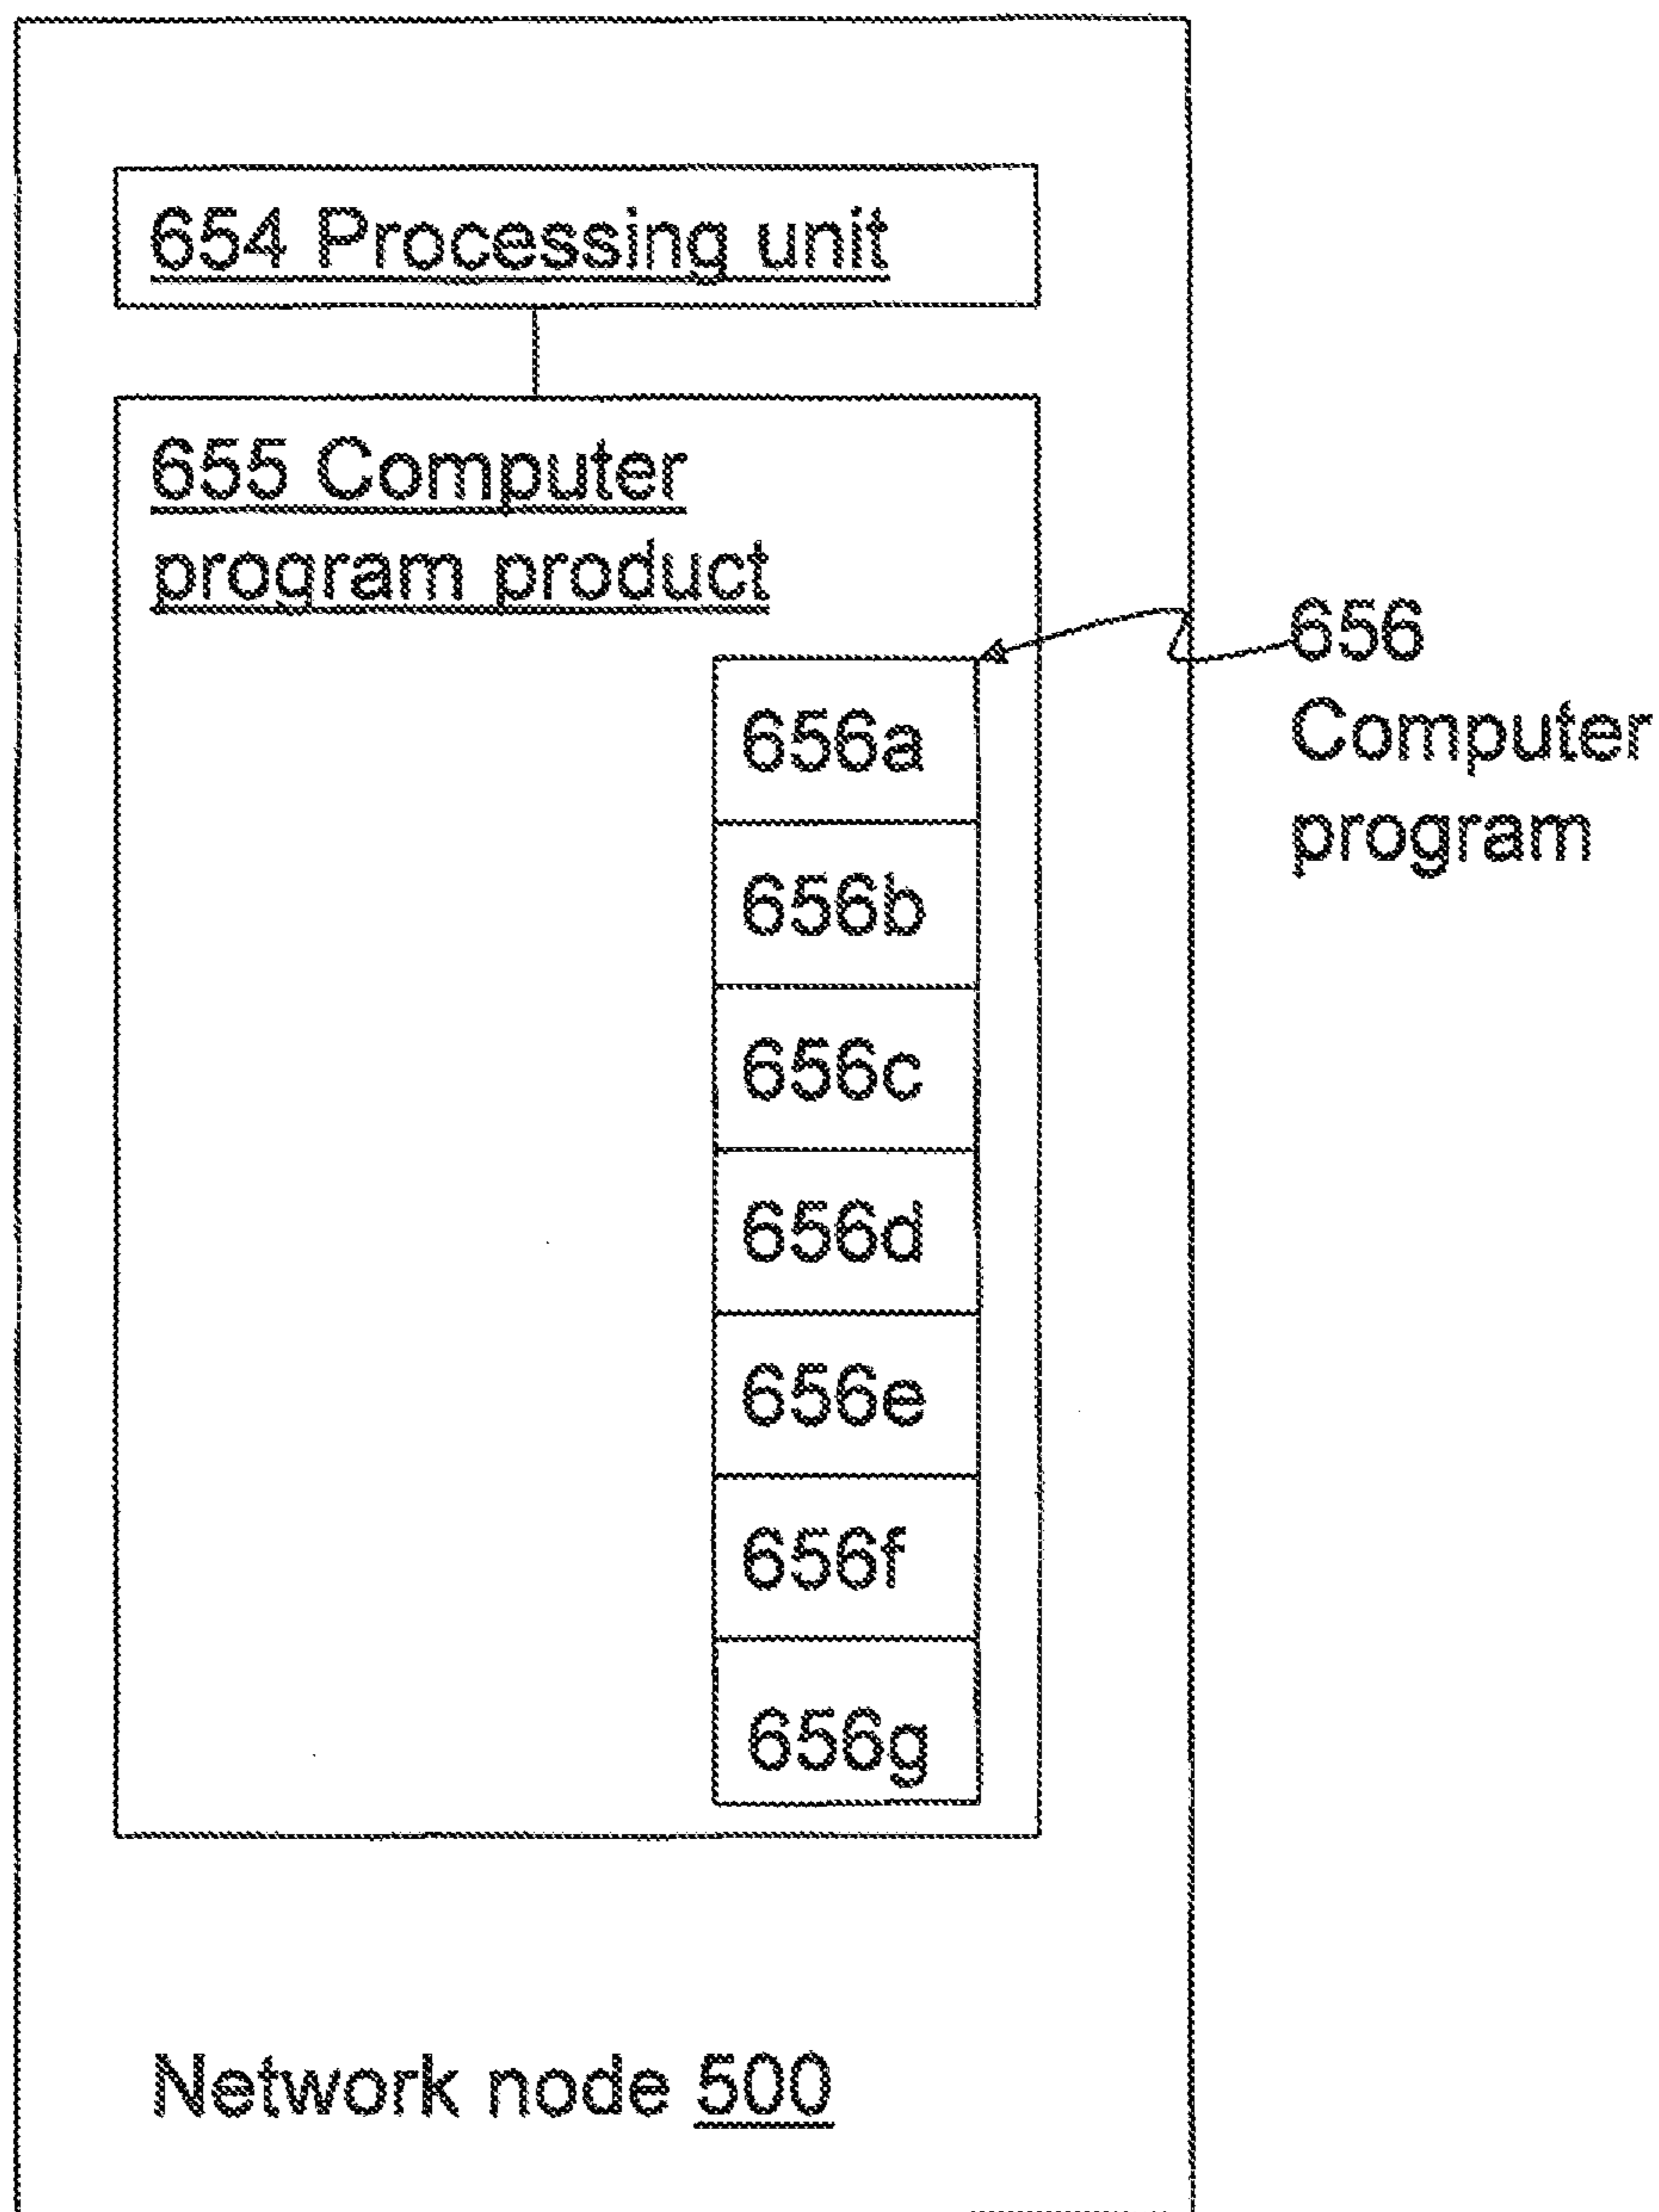 654 Processing unit
655 Computer
program product
656
Computer
program
656a
656b
656c
656d
656e
656f
656g
Network node 500